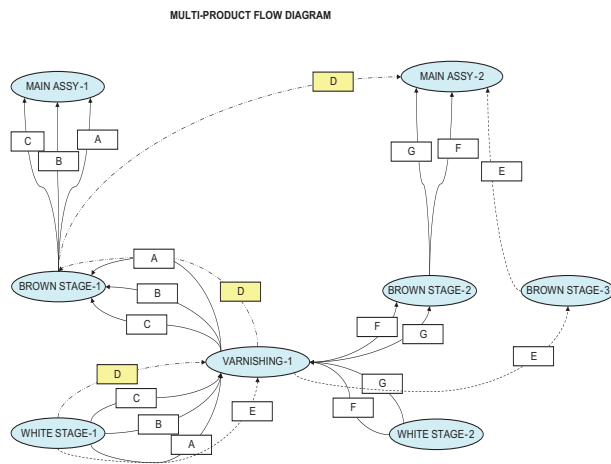 MULTI-PRODUCT FLOW DIAGRAM
MAIN ASSY-1
D
MAIN ASSY-2
C
B
A
G
F
E
BROWN STAGE-1
A
B
C
D
BROWN STAGE-2
BROWN STAGE-3
F
G
E
VARNISHING-1
D
C
B
A
E
G
F
WHITE STAGE-1
WHITE STAGE-2